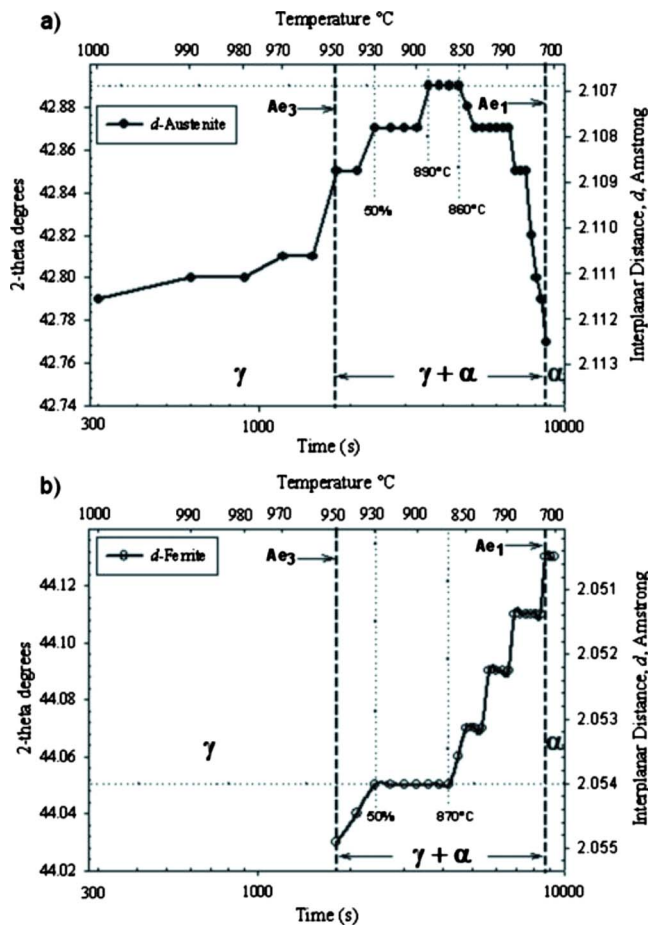 a)
Temperature °C
1000 990 980 970 950 930 900 850 790 700
Ae3
Ae1
d-Austenite
890°C
50%
860°C
42.88
42.86
42.84
42.82
42.80
42.78
42.76
42.74
2-theta degrees
2.107
2.108
2.109
2.110
2.111
2.112
2.113
Interplanar Distance, d, Amstrong
γ
γ + α
α
300 1000 10000
Time (s)
b)
Temperature °C
1000 990 980 970 950 930 900 850 790 700
Ae3
Ae1
d-Ferrite
44.12
44.10
44.08
44.06
44.04
44.02
2-theta degrees
2.051
2.052
2.053
2.054
2.055
Interplanar Distance, d, Amstrong
γ
α
50%
870°C
γ + α
300 1000 10000
Time (s)